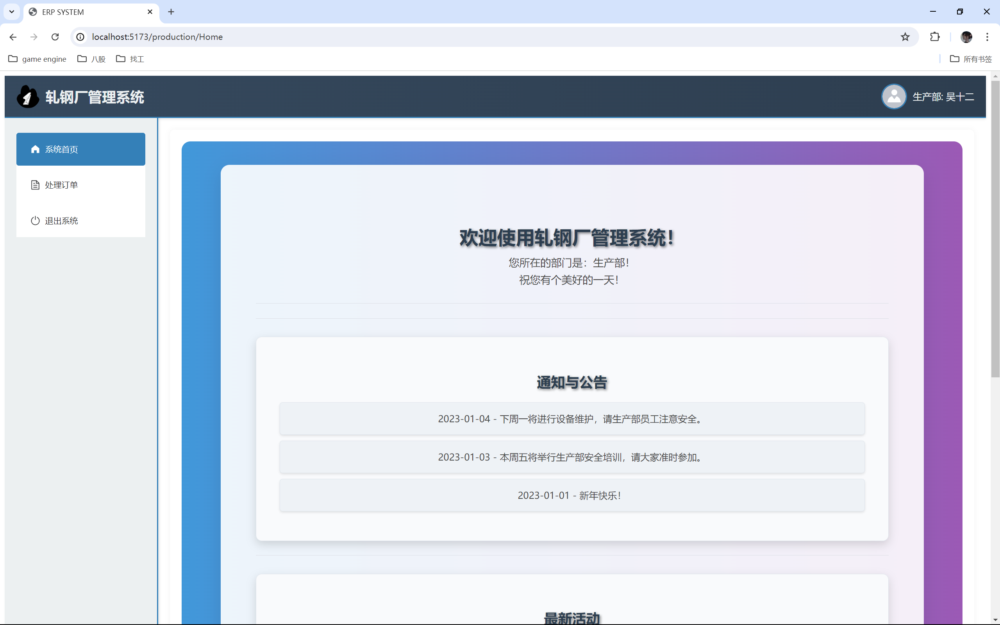 ERP SYSTEM
localhost:5173/production/Home
game engine
八股
找工
所有书签
轧钢厂管理系统
生产部: 吴十二
系统首页
处理订单
退出系统
欢迎使用轧钢厂管理系统！
您所在的部门是：生产部！
祝您有个美好的一天！
通知与公告
2023-01-04 - 下周一将进行设备维护，请生产部员工注意安全。
2023-01-03 - 本周五将举行生产部安全培训，请大家准时参加。
2023-01-01 - 新年快乐！
最新活动